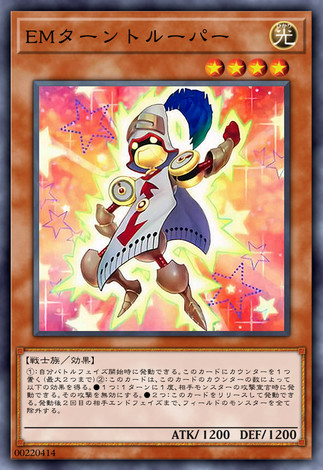 EMターントルーパー
光
【戦士族／効果】
①:自分バトルフェイズ開始時に発動できる。このカードにカウンターを１つ
置く(最大２つまで)②:このカードは、このカードのカウンターの数によって
以下の効果を得る。●１つ:１ターンに１度、相手モンスターの攻撃宣言時に発動
できる。その攻撃を無効にする。●２つ:このカードをリリースして発動できる。
発動後２回目の相手エンドフェイズまで、フィールドのモンスターを全て
除外する。
ATK/1200 DEF/1200
00220414